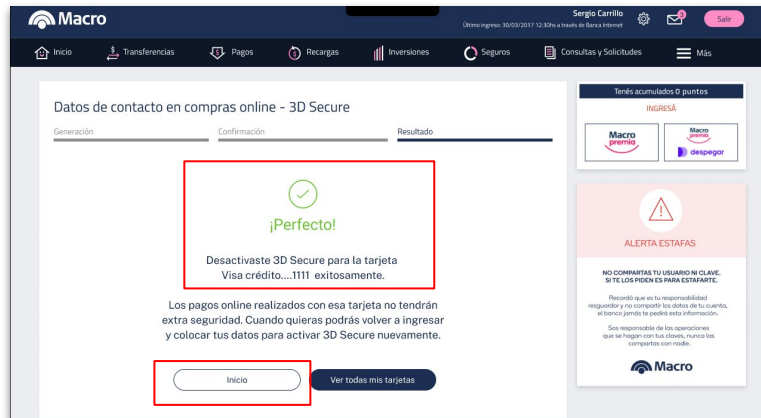 Macro
Sergio Carrillo
Último ingreso: 30/03/2017 12:30hs a través de Banca Internet
Salir
Inicio
Transferencias
Pagos
Recargas
Inversiones
Seguros
Consultas y Solicitudes
Más
Datos de contacto en compras online - 3D Secure
Generación
Confirmación
Resultado
¡Perfecto!
Desactivaste 3D Secure para la tarjeta
Visa crédito....1111 exitosamente.
Los pagos online realizados con esa tarjeta no tendrán
extra seguridad. Cuando quieras podrás volver a ingresar
y colocar tus datos para activar 3D Secure nuevamente.
Inicio
Ver todas mis tarjetas
Tenés acumulados 0 puntos
INGRESÁ
Macro
premia
Macro
premia
despegar
ALERTA ESTAFAS
NO COMPARTAS TU USUARIO NI CLAVE.
SI TE LOS PIDEN ES PARA ESTAFARTE.
Recordá que es tu responsabilidad
resguardar y no compartir los datos de tu cuenta,
el banco jamás te pedirá esta información.
Sos responsable de las operaciones
que se hagan con tus claves, nunca las
compartas con nadie.
Macro